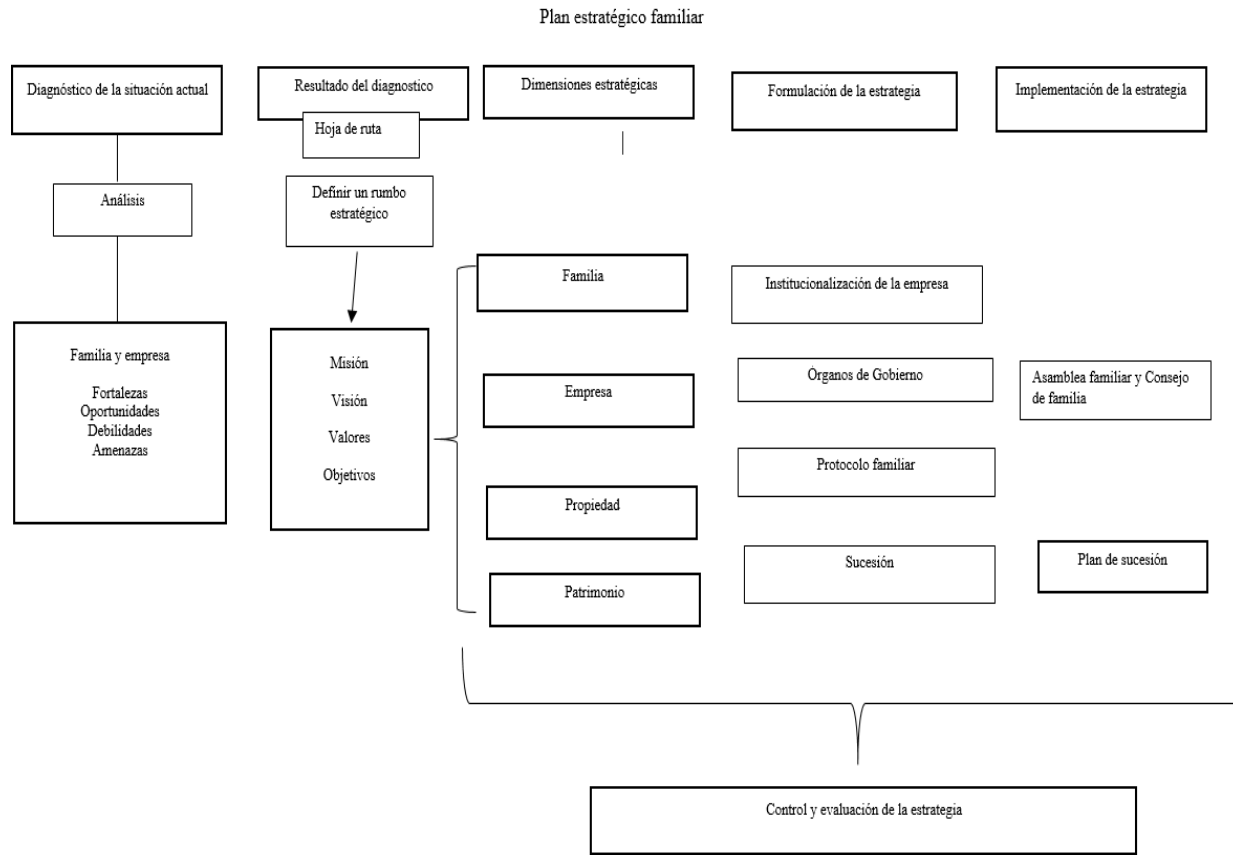 Plan estratégico familiar
Diagnóstico de la situación actual
Análisis
Familia y empresa
Fortalezas
Oportunidades
Debilidades
Amenazas
Resultado del diagnostico
Hoja de ruta
Definir un rumbo
estratégico
Misión
Visión
Valores
Objetivos
Dimensiones estratégicas
Familia
Empresa
Propiedad
Patrimonio
Formulación de la estrategia
Institucionalización de la empresa
Órganos de Gobierno
Protocolo familiar
Sucesión
Implementación de la estrategia
Asamblea familiar y Consejo
de familia
Plan de sucesión
Control y evaluación de la estrategia